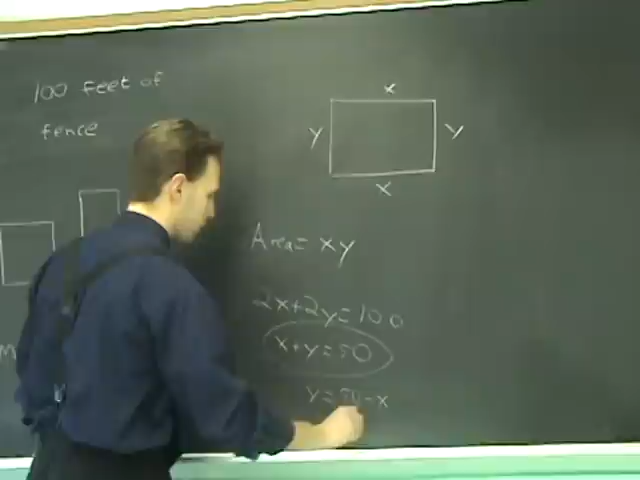 100 feet of
fence
x
y
y
x
Area = xy
2x+2y=100
x+y=50
y=50-x